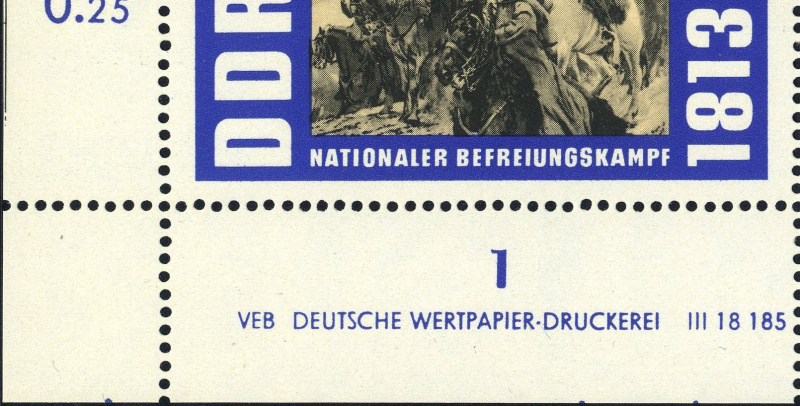 0.25
DDR
1813
NATIONALER BEFREIUNGSKAMPF
1
VEB DEUTSCHE WERTPAPIER-DRUCKEREI III 18 185